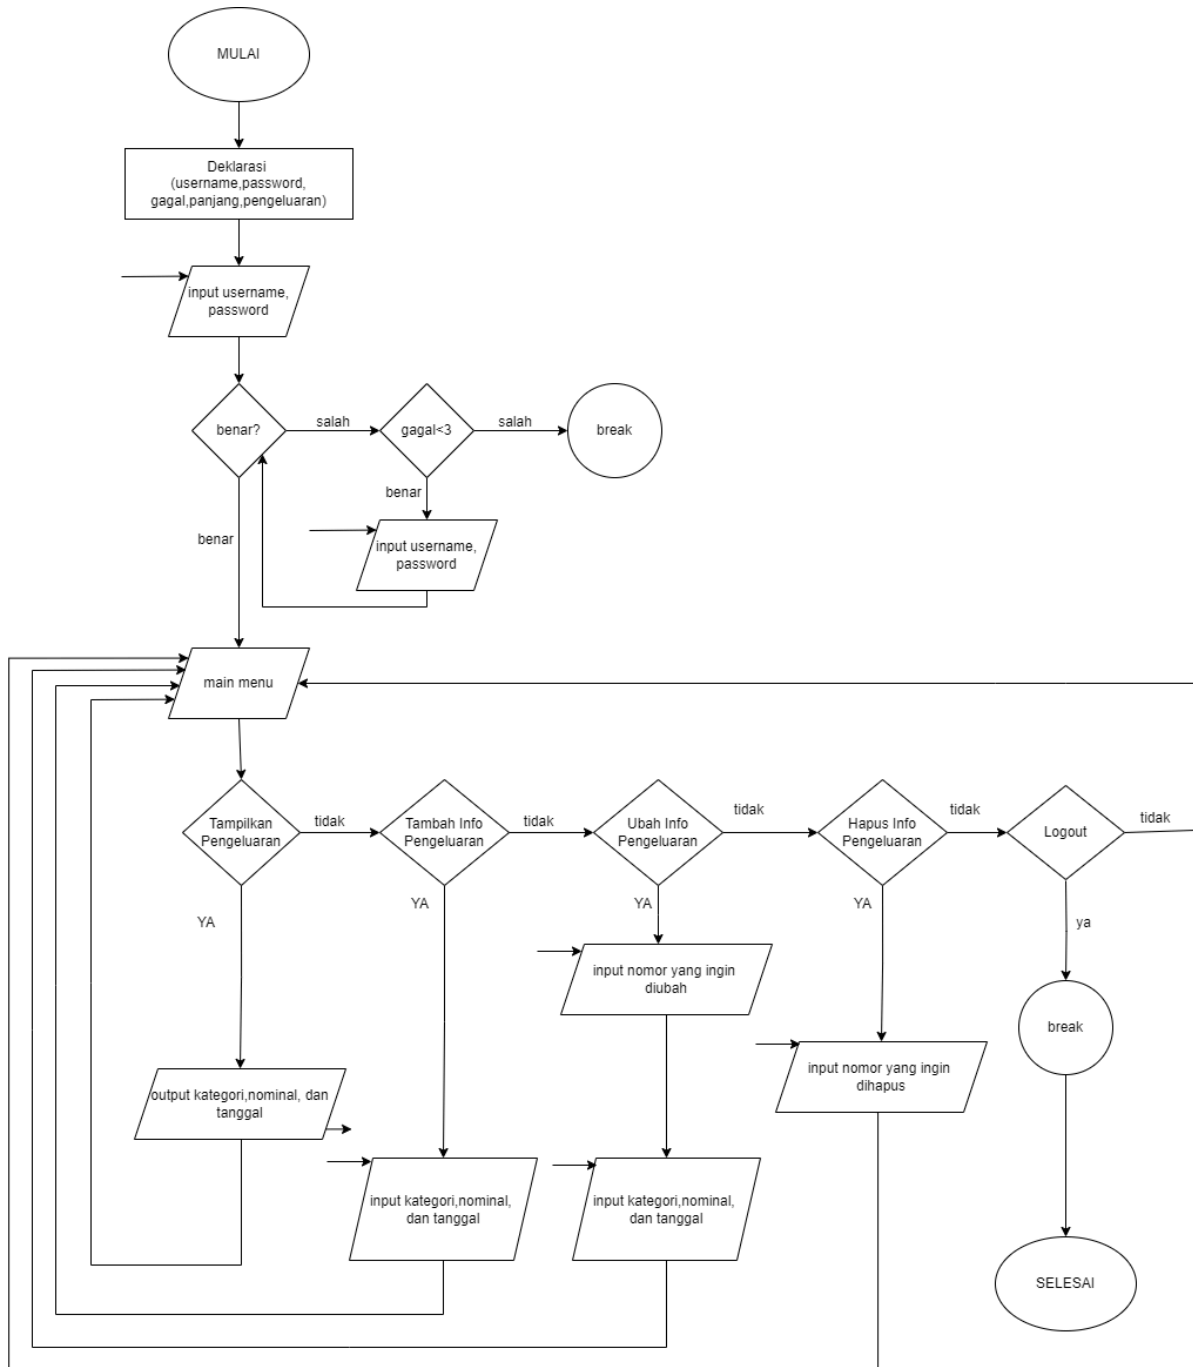 MULAI
Deklarasi
(username,password,
gagal,panjang,pengeluaran)
input username,
password
benar?
salah
gagal<3
salah
break
benar
input username,
password
benar
main menu
Tampilkan
Pengeluaran
tidak
Tambah Info
Pengeluaran
tidak
Ubah Info
Pengeluaran
tidak
Hapus Info
Pengeluaran
tidak
Logout
tidak
YA
YA
YA
YA
ya
input nomor yang ingin
diubah
break
input nomor yang ingin
dihapus
output kategori,nominal, dan
tanggal
input kategori,nominal,
dan tanggal
input kategori,nominal,
dan tanggal
SELESAI